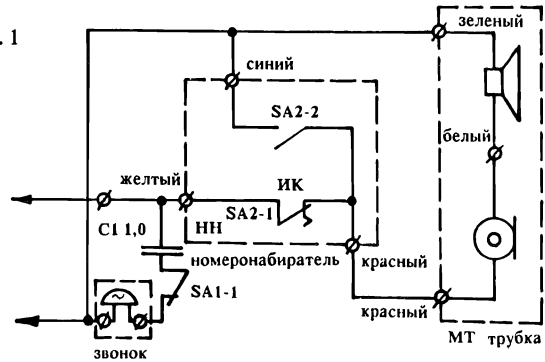 . 1
зеленый
синий
SA2-2
белый
желтый
ИК
SA2-1
С1 1,0
НН
номеронабиратель
красный
SA1-1
красный
звонок
МТ трубка